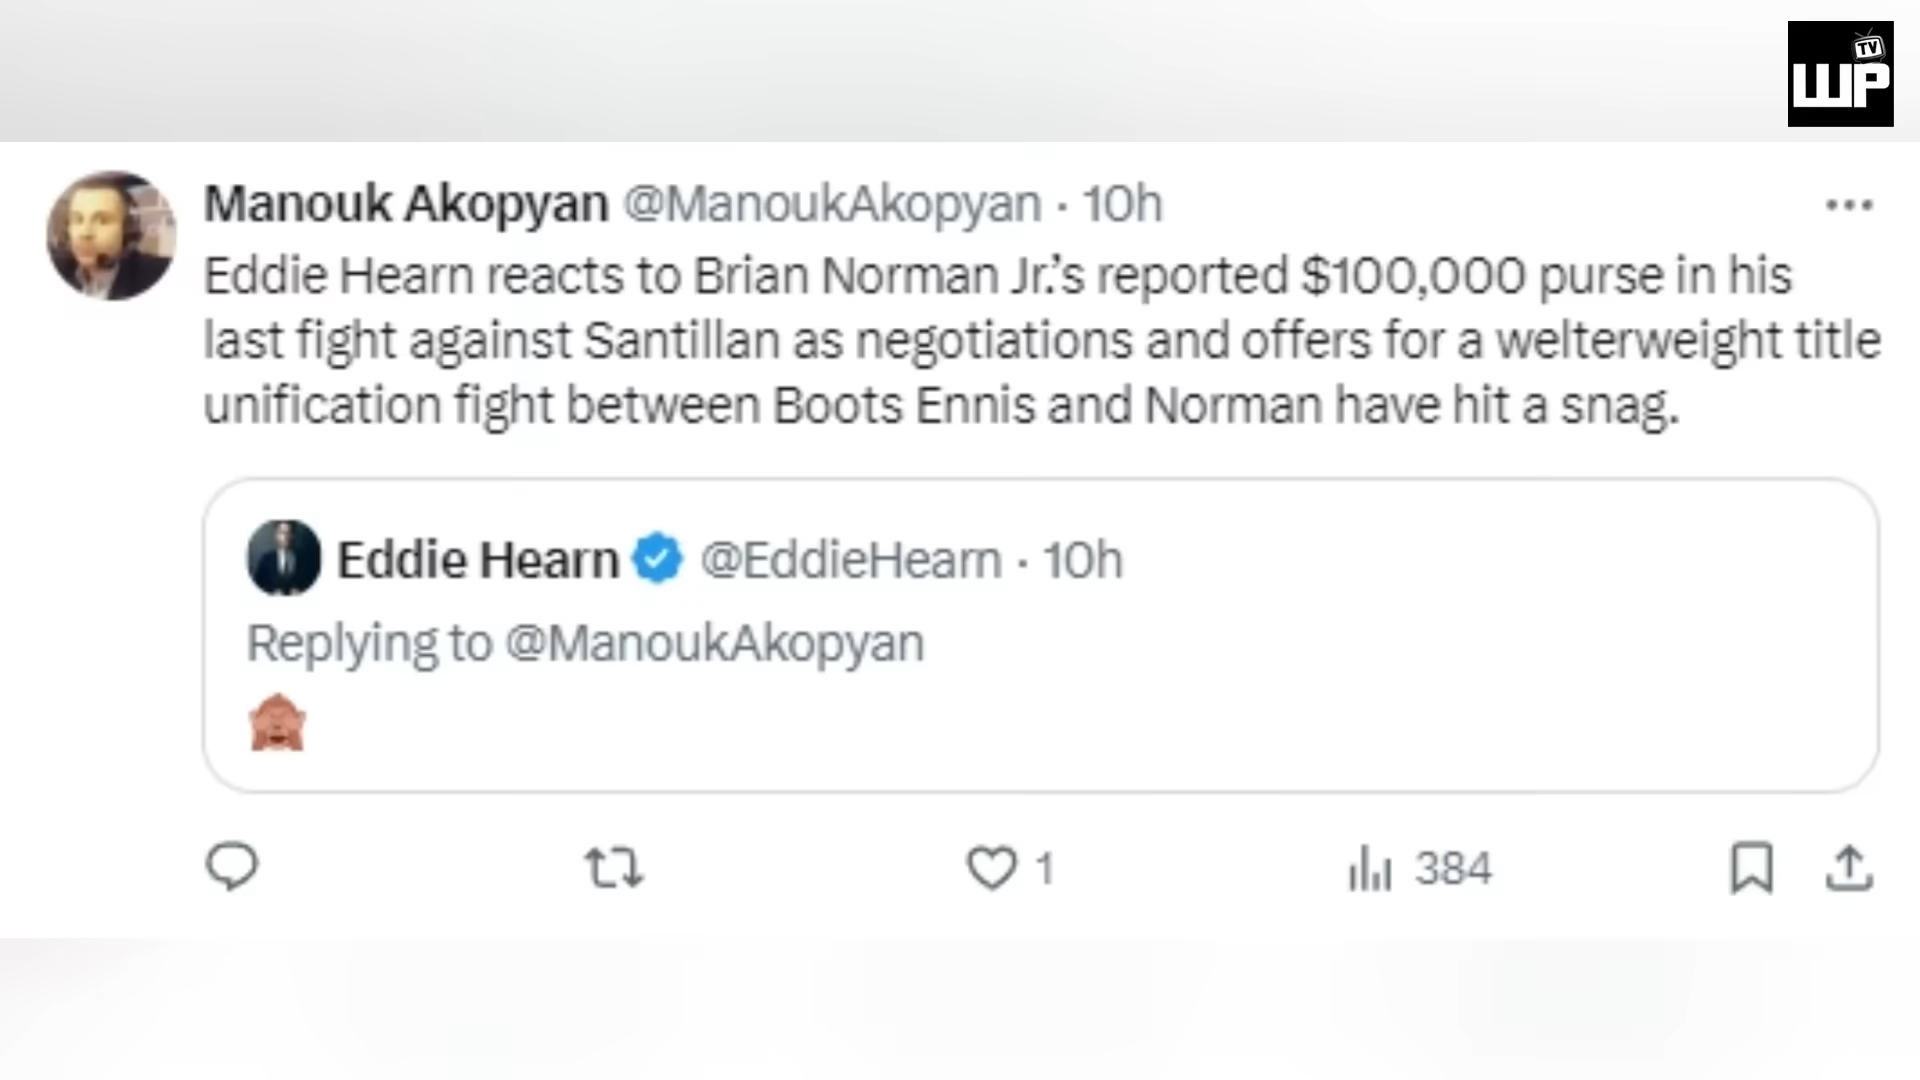 TV
WP
Manouk Akopyan @ManoukAkopyan · 10h
Eddie Hearn reacts to Brian Norman Jr.'s reported $100,000 purse in his
last fight against Santillan as negotiations and offers for a welterweight title
unification fight between Boots Ennis and Norman have hit a snag.
Eddie Hearn @EddieHearn · 10h
Replying to @ManoukAkopyan
🙈
1 384